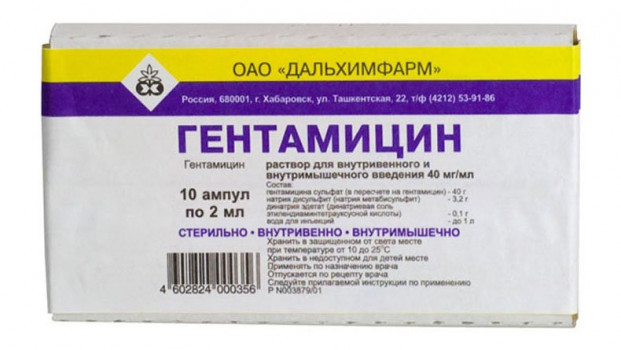 ОАО «ДАЛЬХИМФАРМ»
Россия, 680001, г. Хабаровск, ул. Ташкентская, 22, т/ф (4212) 53-91-86
ГЕНТАМИЦИН
Гентамицин
раствор для внутривенного и
внутримышечного введения 40 мг/мл
10 ампул
по 2 мл
Состав:
гентамицина сульфат (в пересчете на гентамицин) - 40 г
натрия дисульфит (натрия метабисульфит) - 3,2 г
динатрия эдетат (динатриевая соль
этилендиаминтетрауксусной кислоты) - 0,1 г
вода для инъекций - до 1 л
СТЕРИЛЬНО • ВНУТРИВЕННО • ВНУТРИМЫШЕЧНО
Хранить в защищенном от света месте
при температуре от 10 до 25°С
Хранить в недоступном для детей месте
Применять по назначению врача
Отпускается по рецепту врача
Следуйте прилагаемой инструкции по применению
Р N003879/01
4 602824 000356